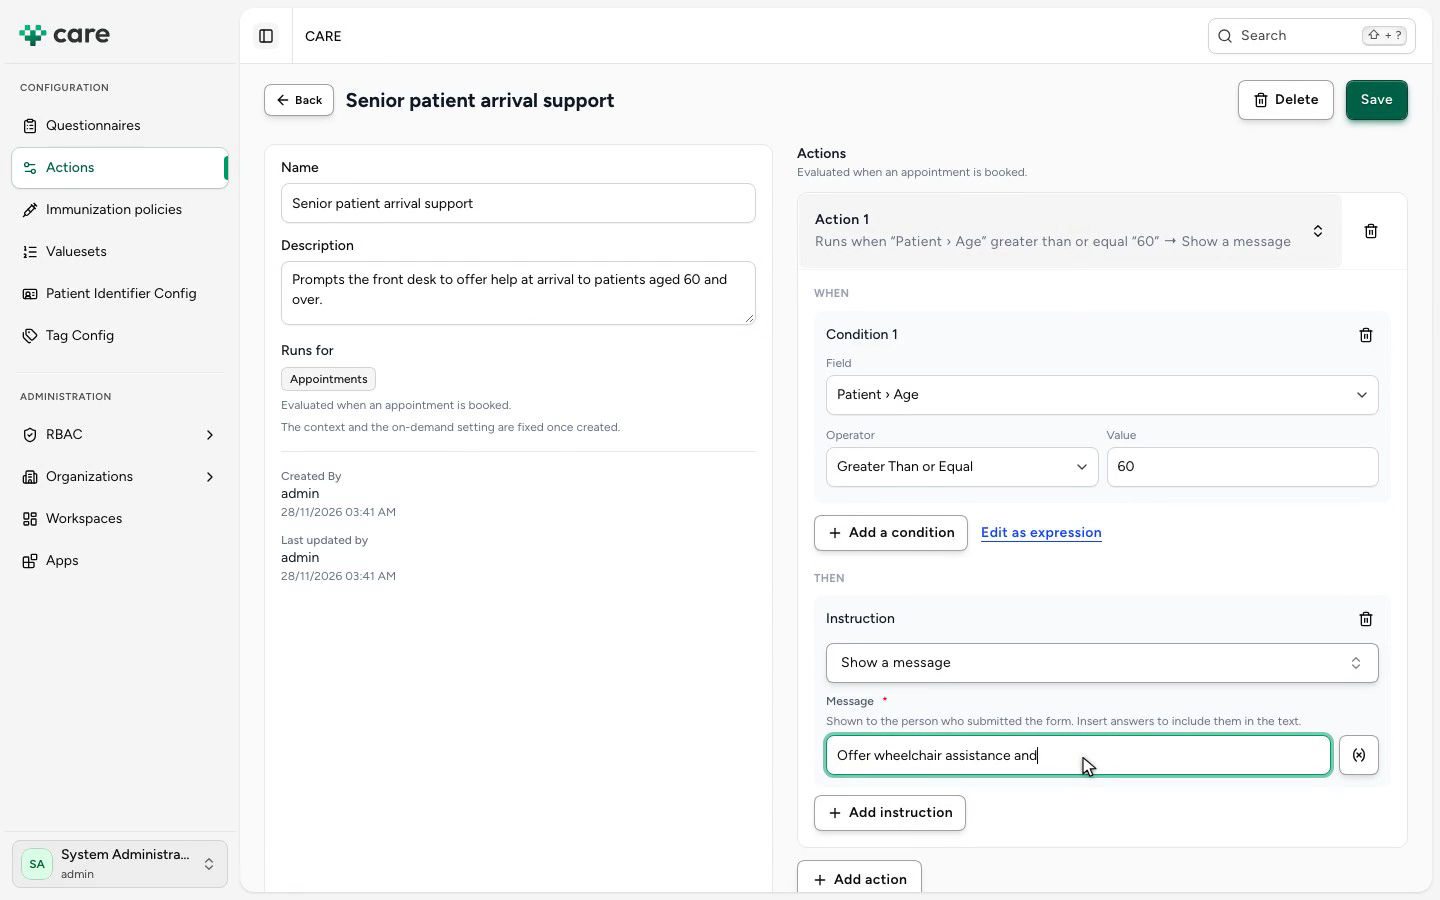 care
CONFIGURATION
Questionnaires
Actions
Immunization policies
Valuesets
Patient Identifier Config
Tag Config
ADMINISTRATION
RBAC
Organizations
Workspaces
Apps
SA
System Administra...
admin
CARE
Search
⇧ + ?
Back
Senior patient arrival support
Delete
Save
Name
Senior patient arrival support
Description
Prompts the front desk to offer help at arrival to patients aged 60 and
over.
Runs for
Appointments
Evaluated when an appointment is booked.
The context and the on-demand setting are fixed once created.
Created By
admin
28/11/2026 03:41 AM
Last updated by
admin
28/11/2026 03:41 AM
Actions
Evaluated when an appointment is booked.
Action 1
Runs when “Patient › Age” greater than or equal “60” → Show a message
WHEN
Condition 1
Field
Patient › Age
Operator
Value
Greater Than or Equal
60
Add a condition
Edit as expression
THEN
Instruction
Show a message
Message *
Shown to the person who submitted the form. Insert answers to include them in the text.
Offer wheelchair assistance and
(x)
Add instruction
Add action